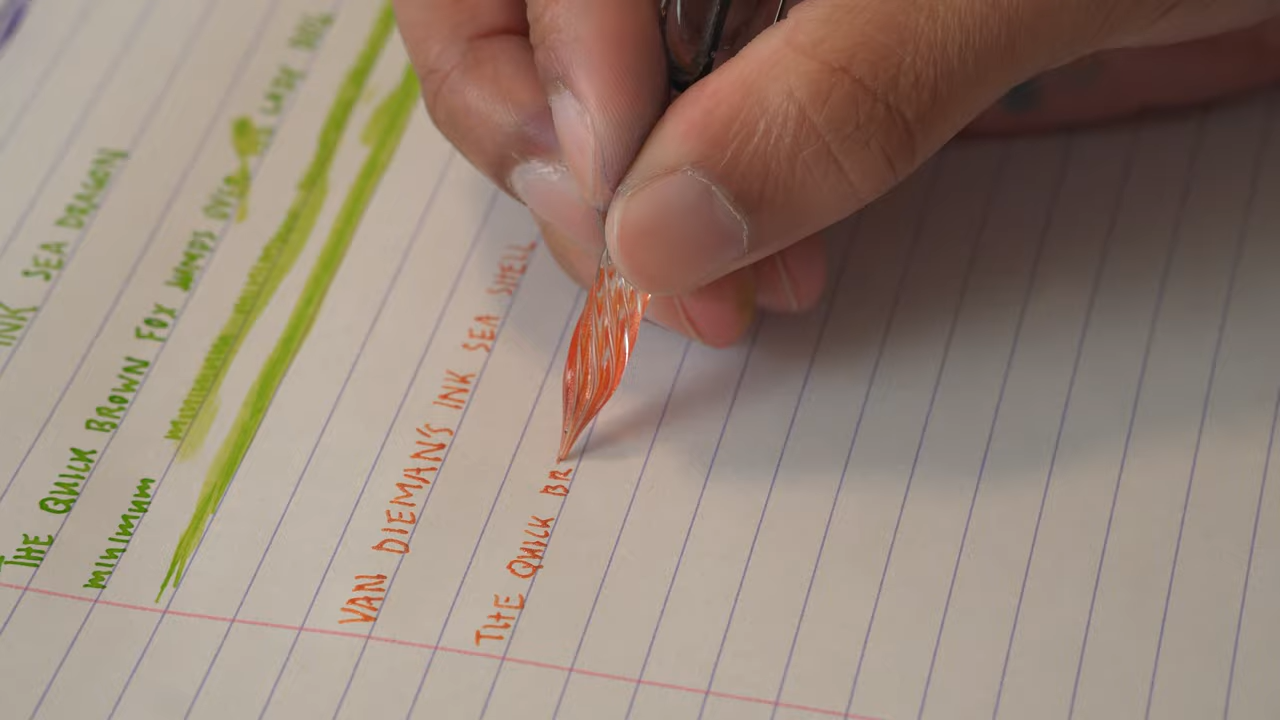 INK SEA DRAGON
THE QUICK BROWN FOX JUMPS OVER LAZY DOG
minimum
VAN DIEMAN'S INK SEA SHELL
THE QUICK BR